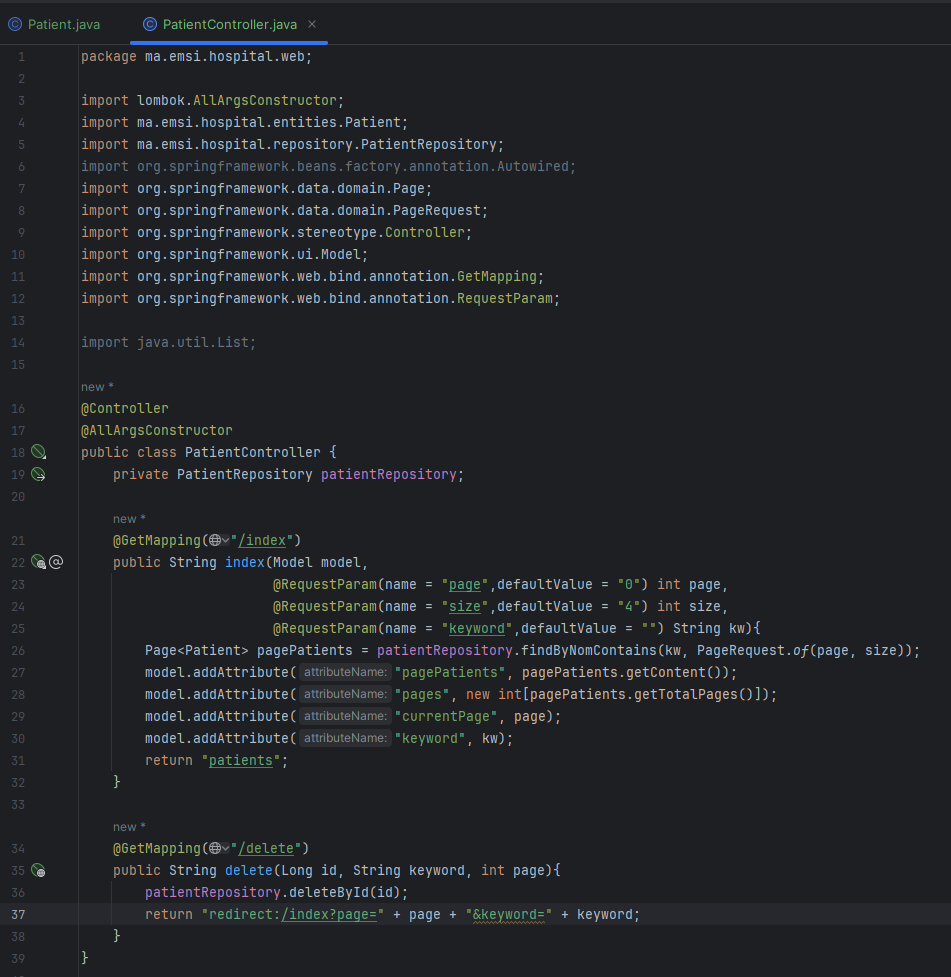 Patient.java PatientController.java
1 package ma.emsi.hospital.web;
2
3 import lombok.AllArgsConstructor;
4 import ma.emsi.hospital.entities.Patient;
5 import ma.emsi.hospital.repository.PatientRepository;
6 import org.springframework.beans.factory.annotation.Autowired;
7 import org.springframework.data.domain.Page;
8 import org.springframework.data.domain.PageRequest;
9 import org.springframework.stereotype.Controller;
10 import org.springframework.ui.Model;
11 import org.springframework.web.bind.annotation.GetMapping;
12 import org.springframework.web.bind.annotation.RequestParam;
13
14 import java.util.List;
15
new *
16 @Controller
17 @AllArgsConstructor
18 public class PatientController {
19     private PatientRepository patientRepository;
20
new *
21     @GetMapping("/index")
22     public String index(Model model,
23                         @RequestParam(name = "page",defaultValue = "0") int page,
24                         @RequestParam(name = "size",defaultValue = "4") int size,
25                         @RequestParam(name = "keyword",defaultValue = "") String kw){
26         Page<Patient> pagePatients = patientRepository.findByNomContains(kw, PageRequest.of(page, size));
27         model.addAttribute( attributeName: "pagePatients", pagePatients.getContent());
28         model.addAttribute( attributeName: "pages", new int[pagePatients.getTotalPages()]);
29         model.addAttribute( attributeName: "currentPage", page);
30         model.addAttribute( attributeName: "keyword", kw);
31         return "patients";
32     }
33
new *
34     @GetMapping("/delete")
35     public String delete(Long id, String keyword, int page){
36         patientRepository.deleteById(id);
37         return "redirect:/index?page=" + page + "&keyword=" + keyword;
38     }
39 }